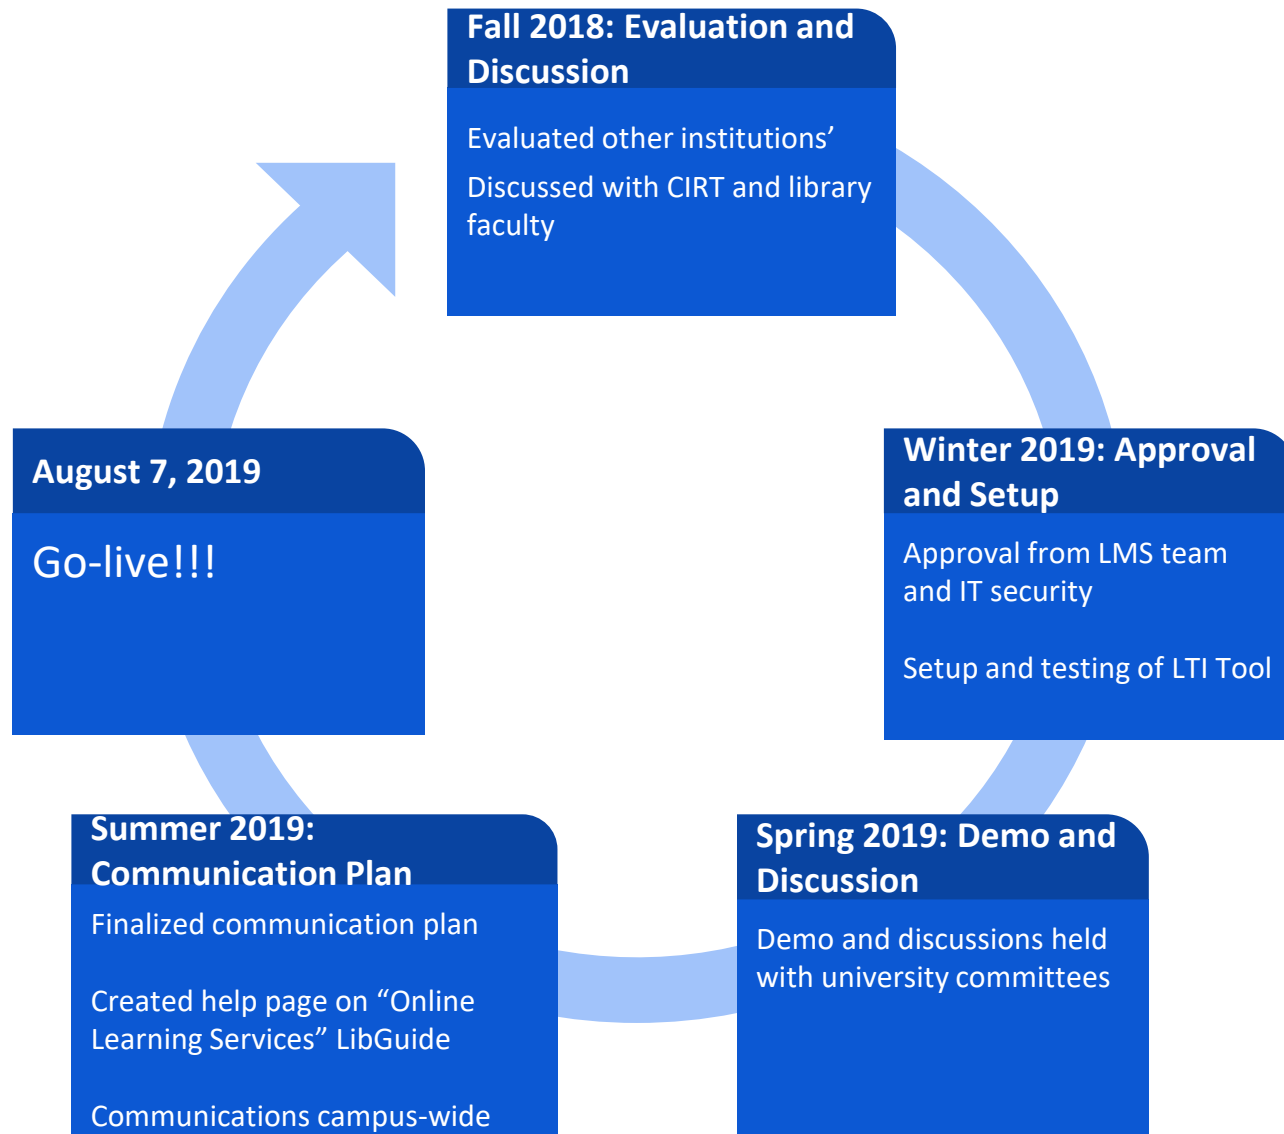 Fall 2018: Evaluation and
Discussion
Evaluated other institutions’
Discussed with CIRT and library
faculty
Winter 2019: Approval
and Setup
Approval from LMS team
and IT security
Setup and testing of LTI Tool
Spring 2019: Demo and
Discussion
Demo and discussions held
with university committees
Summer 2019:
Communication Plan
Finalized communication plan
Created help page on “Online
Learning Services” LibGuide
Communications campus-wide
August 7, 2019
Go-live!!!